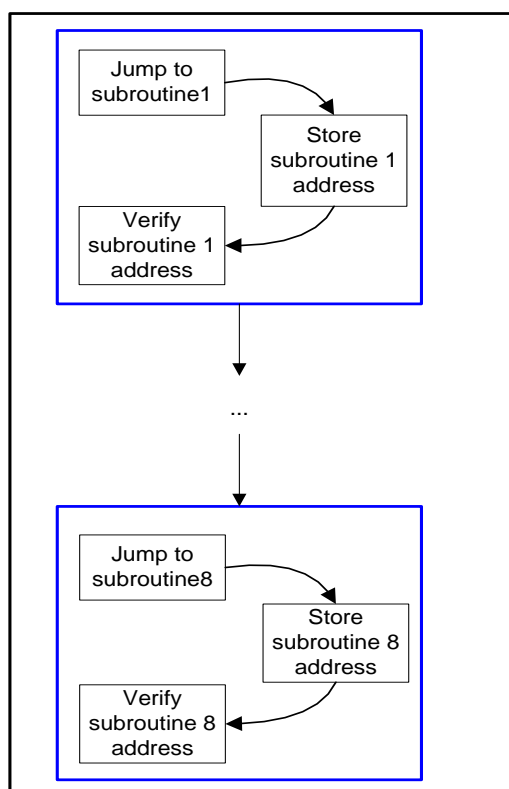 Jump to
subroutine1
Store
subroutine 1
address
Verify
subroutine 1
address
...
Jump to
subroutine8
Store
subroutine 8
address
Verify
subroutine 8
address